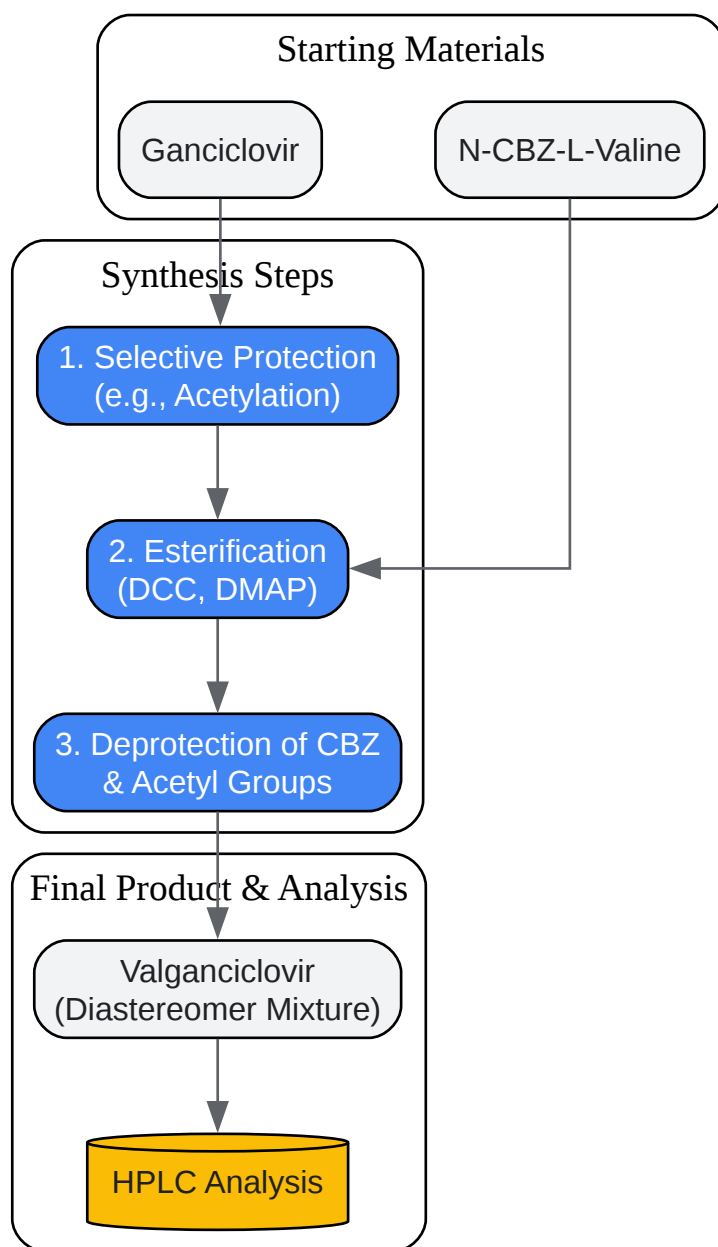 Starting Materials
Ganciclovir
N-CBZ-L-Valine
Synthesis Steps
1. Selective Protection
(e.g., Acetylation)
2. Esterification
(DCC, DMAP)
3. Deprotection of CBZ
& Acetyl Groups
Final Product & Analysis
Valganciclovir
(Diastereomer Mixture)
HPLC Analysis